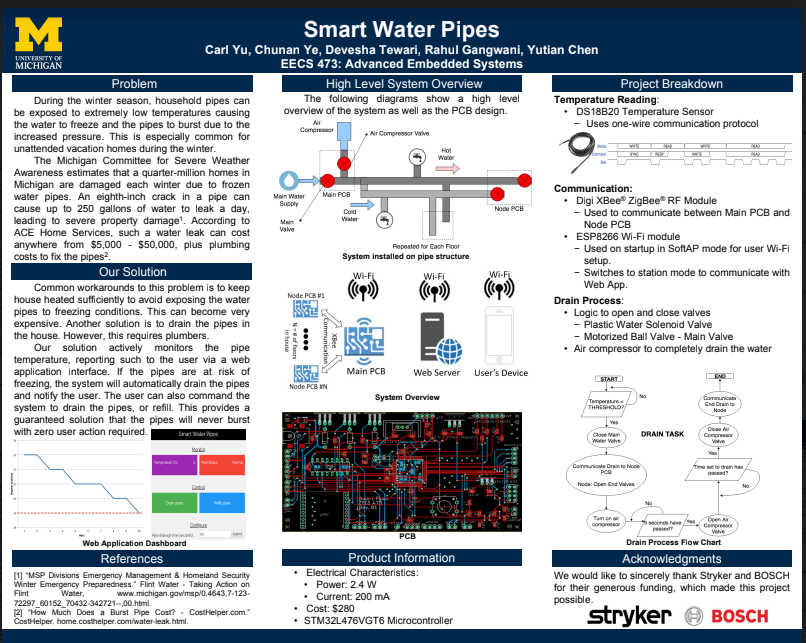 M
UNIVERSITY OF
MICHIGAN
Smart Water Pipes
Carl Yu, Chunan Ye, Devesha Tewari, Rahul Gangwani, Yutian Chen
EECS 473: Advanced Embedded Systems
Problem
During the winter season, household pipes can
be exposed to extremely low temperatures causing
the water to freeze and the pipes to burst due to the
increased pressure. This is especially common for
unattended vacation homes during the winter.
The Michigan Committee for Severe Weather
Awareness estimates that a quarter-million homes in
Michigan are damaged each winter due to frozen
water pipes. An eighth-inch crack in a pipe can
cause up to 250 gallons of water to leak a day,
leading to severe property damage¹. According to
ACE Home Services, such a water leak can cost
anywhere from $5,000 - $50,000, plus plumbing
costs to fix the pipes².
Our Solution
Common workarounds to this problem is to keep
house heated sufficiently to avoid exposing the water
pipes to freezing conditions. This can become very
expensive. Another solution is to drain the pipes in
the house. However, this requires plumbers.
Our solution actively monitors the pipe
temperature, reporting such to the user via a web
application interface. If the pipes are at risk of
freezing, the system will automatically drain the pipes
and notify the user. The user can also command the
system to drain the pipes, or refill. This provides a
guaranteed solution that the pipes will never burst
with zero user action required.
Smart Water Pipes
Monitor
Control
Drain pipes
Refill pipes
Configure
Web Application Dashboard
References
[1] "MSP Divisions Emergency Management & Homeland Security
Winter Emergency Preparedness." Flint Water - Taking Action on
Flint Water, www.michigan.gov/msp/0,4643,7-123-
72297_60152_70432-342721--,00.html.
[2] "How Much Does a Burst Pipe Cost? - CostHelper.com."
CostHelper, home.costhelper.com/water-leak.html.
High Level System Overview
The following diagrams show a high level
overview of the system as well as the PCB design.
Air
Compressor
Air Compressor Valve
Hot
Water
Main Water
Supply
Main PCB
Node PCB
Main
Valve
Cold
Water
Repeated for Each Floor
System installed on pipe structure
Wi-Fi
Wi-Fi
Wi-Fi
Node PCB #1
N = # of floors
in house
XBee
Communication
Main PCB
Web Server
User's Device
Node PCB #N
System Overview
PCB
Product Information
• Electrical Characteristics:
• Power: 2.4 W
• Current: 200 mA
• Cost: $280
• STM32L476VGT6 Microcontroller
Project Breakdown
Temperature Reading:
• DS18B20 Temperature Sensor
− Uses one-wire communication protocol
Communication:
• Digi XBee® ZigBee® RF Module
− Used to communicate between Main PCB and
Node PCB
• ESP8266 Wi-Fi module
− Used on startup in SoftAP mode for user Wi-Fi
setup.
− Switches to station mode to communicate with
Web App.
Drain Process:
• Logic to open and close valves
− Plastic Water Solenoid Valve
− Motorized Ball Valve - Main Valve
• Air compressor to completely drain the water
START
Temperature <
THRESHOLD?
No
Yes
Close Main
Water Valve
Communicate Drain to Node
PCB
Node: Open End Valves
Turn on air
compressor
No
seconds have
passed?
Yes
Open Air
Compressor
Valve
Time set to drain has
passed?
No
Yes
Close Air
Compressor
Valve
Communicate
End Drain to
Node
END
DRAIN TASK
Drain Process Flow Chart
Acknowledgments
We would like to sincerely thank Stryker and BOSCH
for their generous funding, which made this project
possible.
stryker
BOSCH